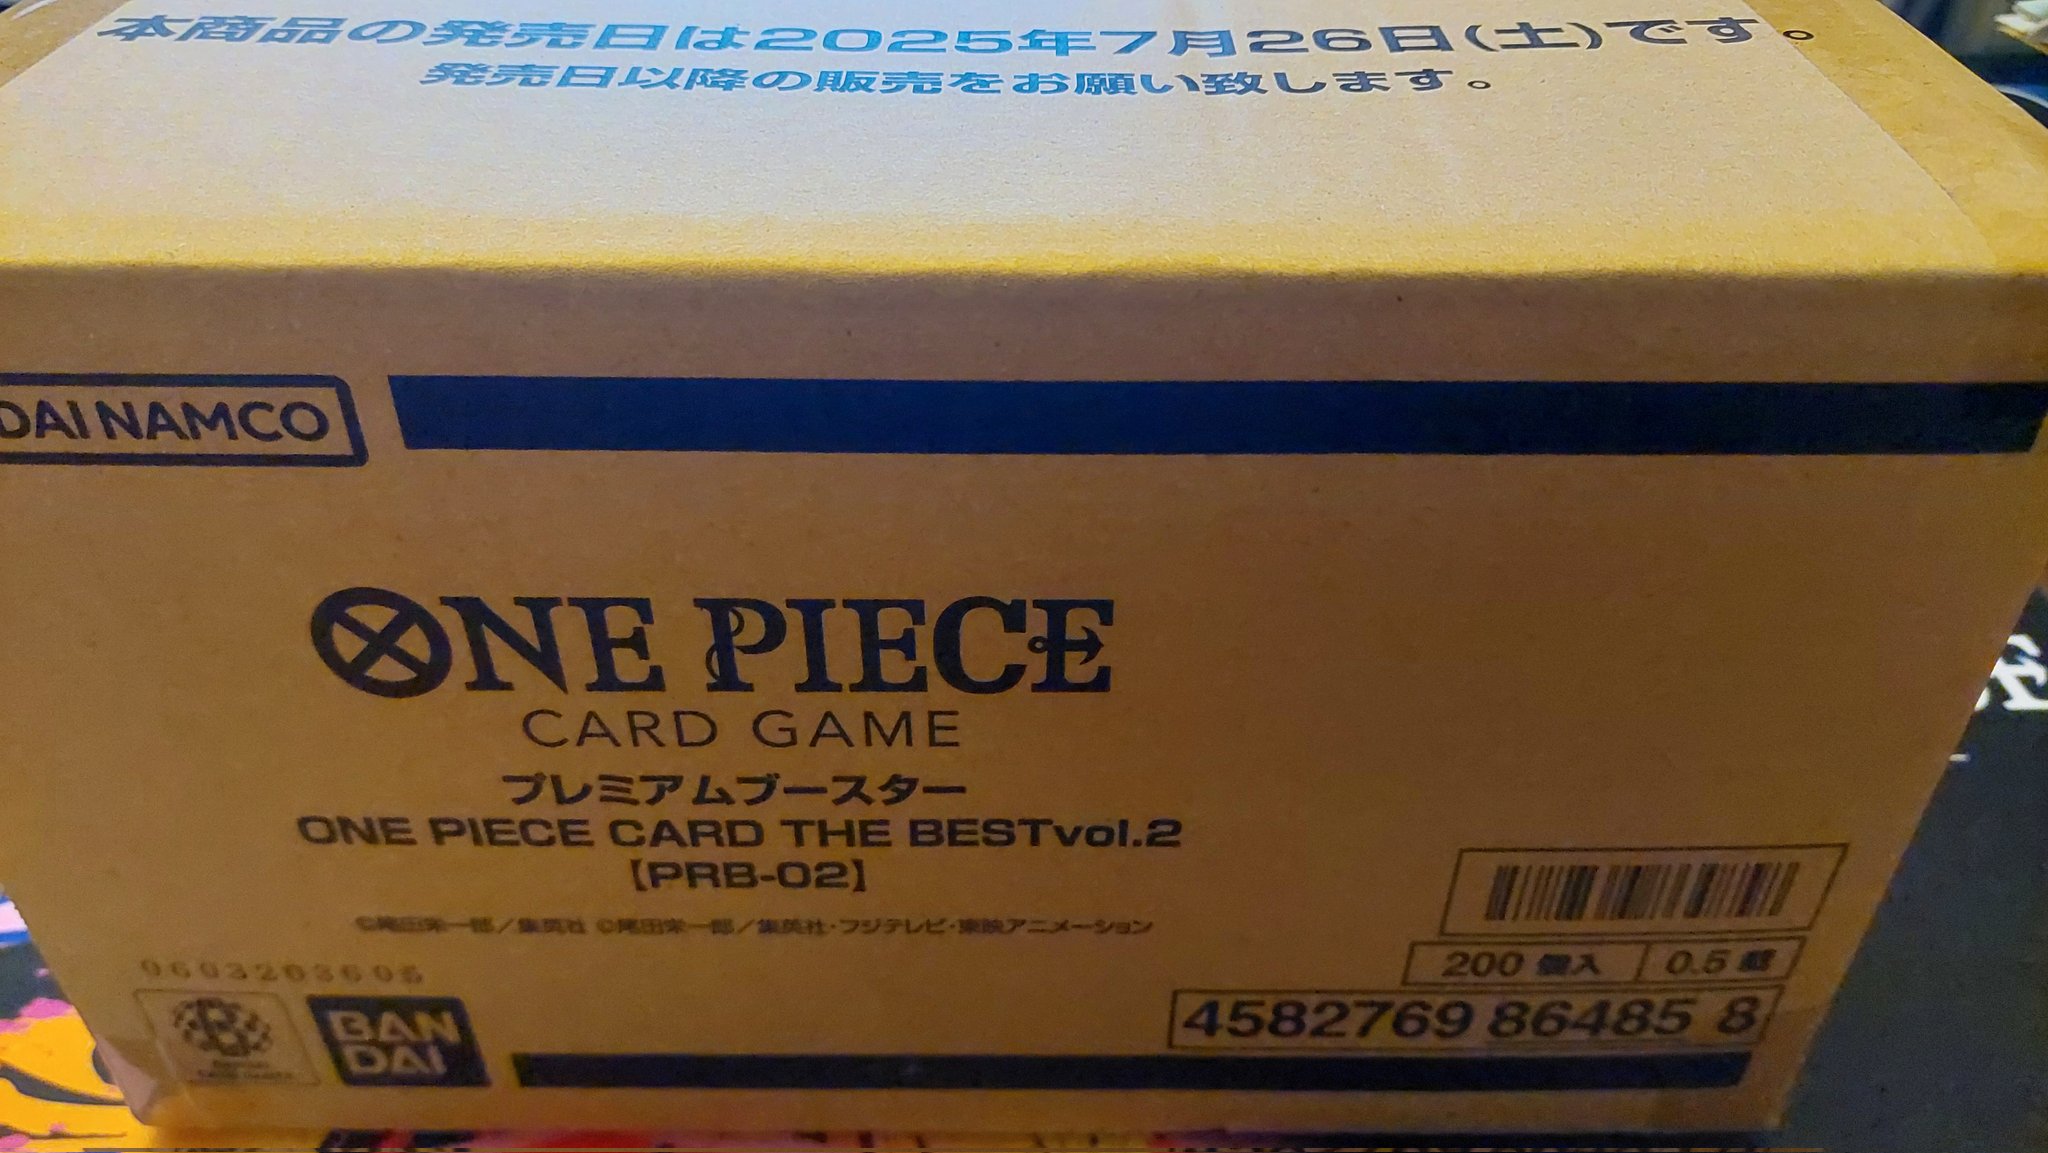 本商品の発売日は2025年7月26日(土)です。
発売日以降の販売をお願い致します。
DAI NAMCO
ONE PIECE
CARD GAME
プレミアムブースター
ONE PIECE CARD THE BESTvol.2
【PRB-02】
©尾田栄一郎/集英社 ©尾田栄一郎/集英社・フジテレビ・東映アニメーション
0603203605
200 個入 0.5 歳
4582769 86485 8
BAN
DAI